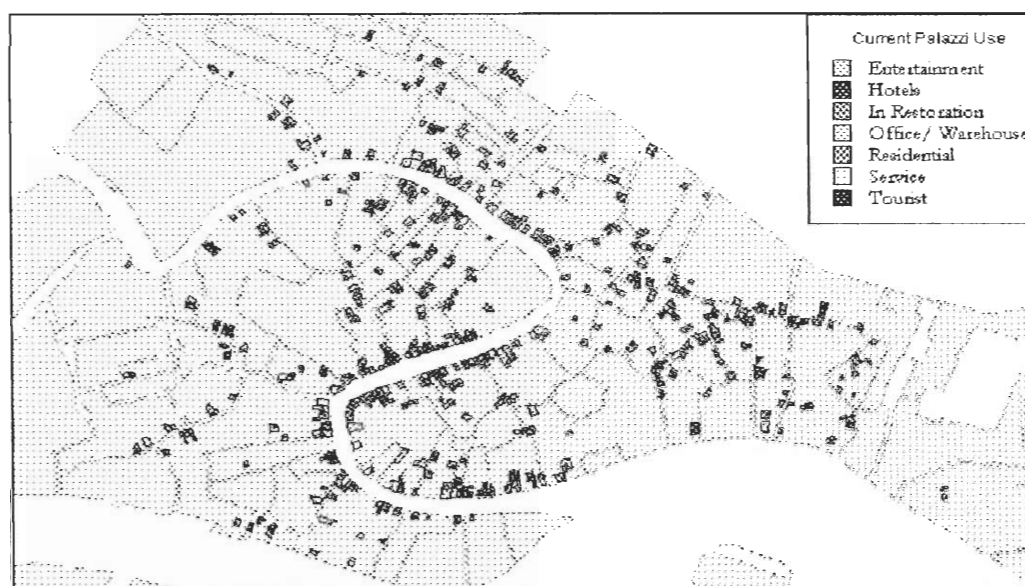 Current Palazzi Use
Entertainment
Hotels
In Restoration
Office/ Warehouse
Residential
Service
Tourist